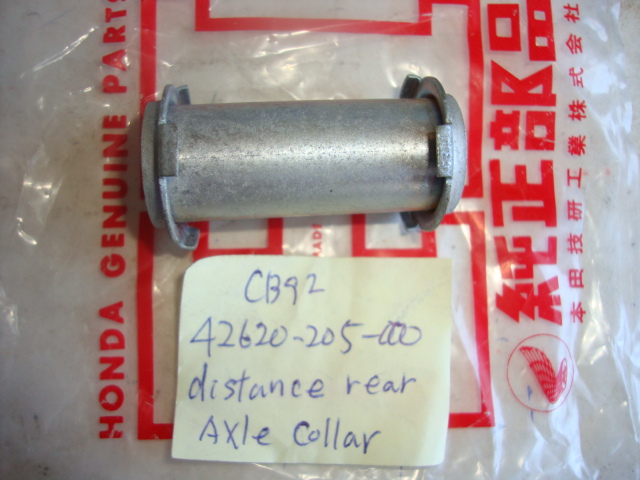 HONDA GENUINE PARTS
純正部品
本田技研工業株式会社
MADE
CB92
42620-205-000
distance rear
Axle Collar